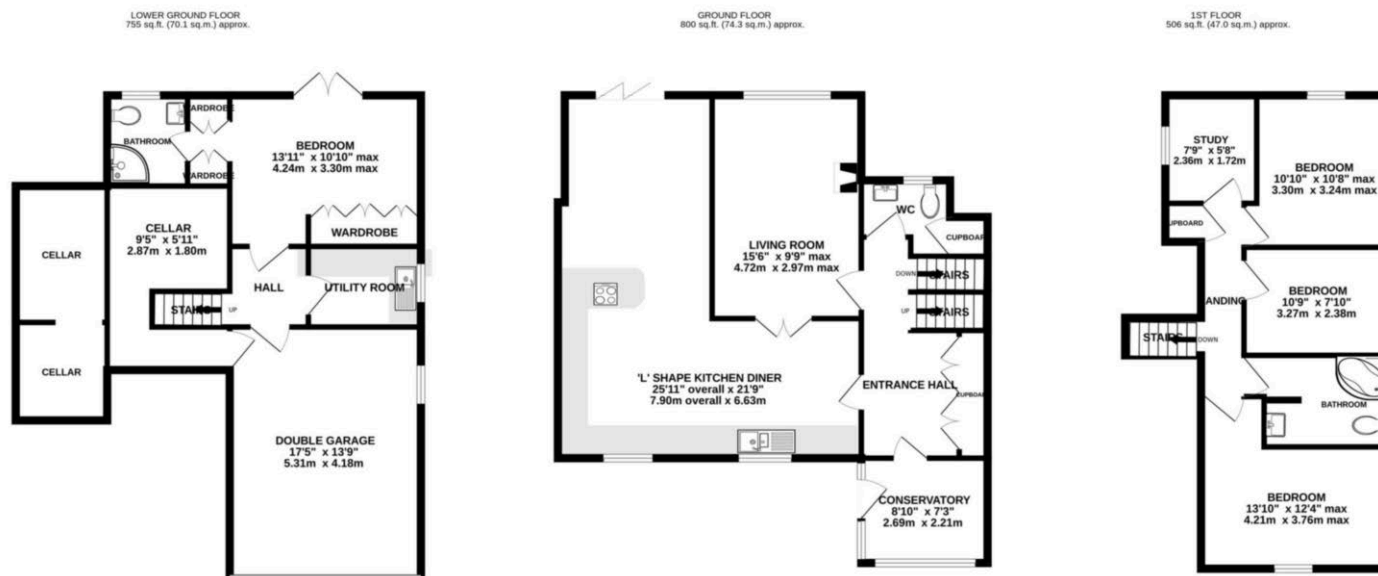 LOWER GROUND FLOOR
755 sq.ft. (70.1 sq.m.) approx.
WARDROBE
BATHROOM
BEDROOM
13'11" x 10'10" max
4.24m x 3.30m max
WARDROBE
WARDROBE
CELLAR
9'5" x 5'11"
2.87m x 1.80m
CELLAR
HALL
UTILITY ROOM
STAIRS
UP
CELLAR
DOUBLE GARAGE
17'5" x 13'9"
5.31m x 4.18m
GROUND FLOOR
800 sq.ft. (74.3 sq.m.) approx.
WC
CUPBOARD
LIVING ROOM
15'6" x 9'9" max
4.72m x 2.97m max
DOWN
STAIRS
UP
STAIRS
'L' SHAPE KITCHEN DINER
25'11" overall x 21'9"
7.90m overall x 6.63m
ENTRANCE HALL
CUPBOARD
CONSERVATORY
8'10" x 7'3"
2.69m x 2.21m
1ST FLOOR
506 sq.ft. (47.0 sq.m.) approx.
STUDY
7'9" x 5'8"
2.36m x 1.72m
BEDROOM
10'10" x 10'8" max
3.30m x 3.24m max
UPBOARD
BEDROOM
10'9" x 7'10"
3.27m x 2.38m
ANDING
STAIRS
DOWN
BATHROOM
BEDROOM
13'10" x 12'4" max
4.21m x 3.76m max